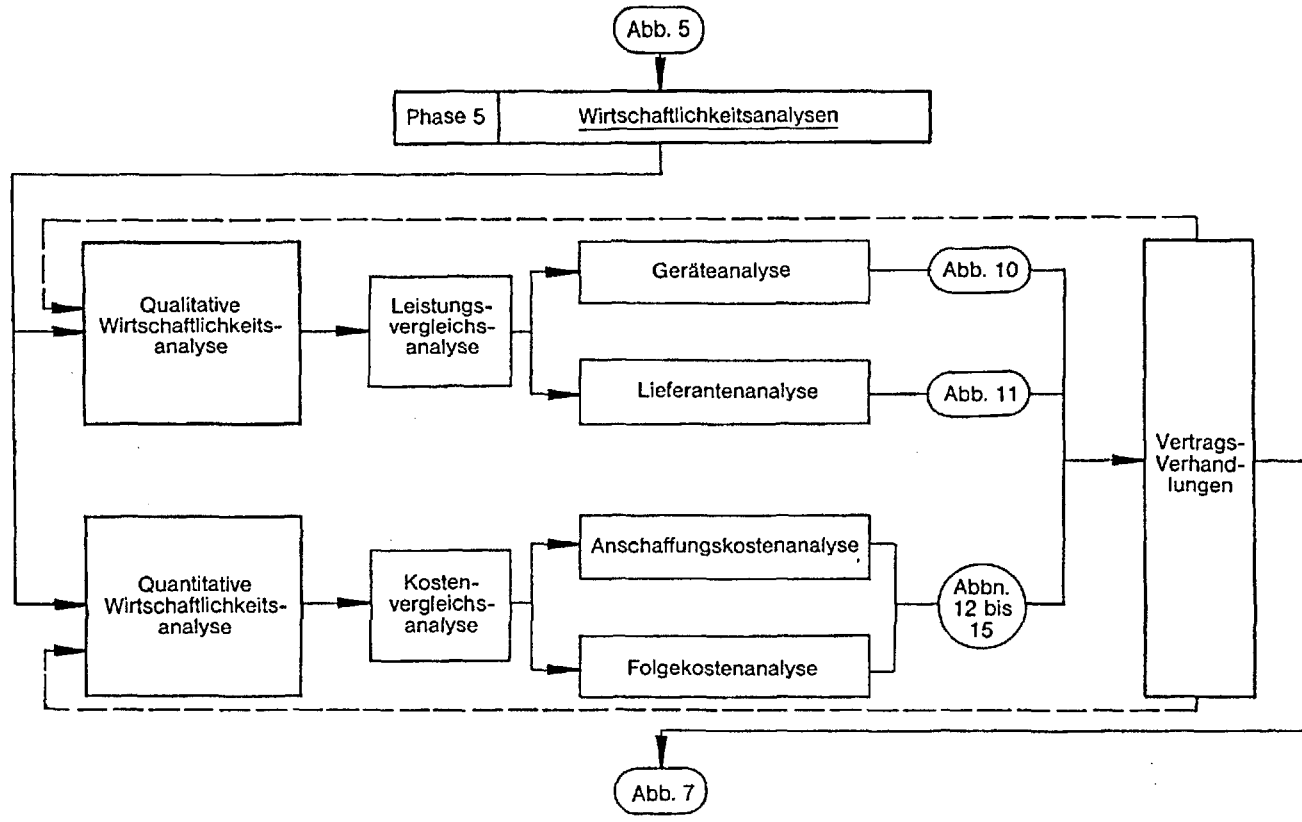 Abb. 5
Phase 5
Wirtschaftlichkeitsanalysen
Qualitative
Wirtschaftlichkeits-
analyse
Leistungs-
vergleichs-
analyse
Geräteanalyse
Abb. 10
Lieferantenanalyse
Abb. 11
Vertrags-
Verhand-
lungen
Quantitative
Wirtschaftlichkeits-
analyse
Kosten-
vergleichs-
analyse
Anschaffungskostenanalyse
Folgekostenanalyse
Abbn.
12 bis
15
Abb. 7